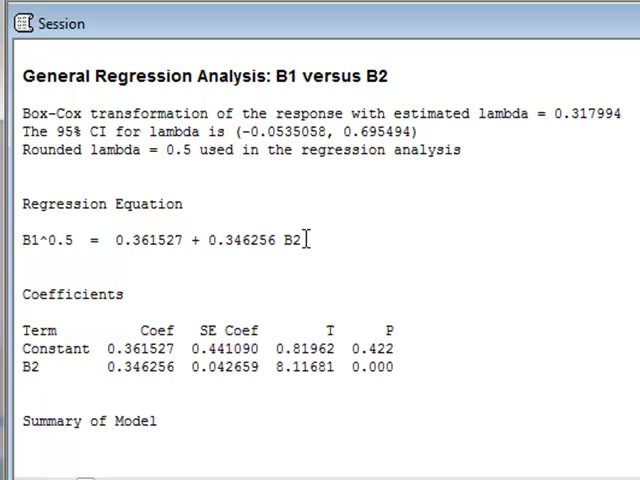 Session
General Regression Analysis: B1 versus B2
Box-Cox transformation of the response with estimated lambda = 0.317994
The 95% CI for lambda is (-0.0535058, 0.695494)
Rounded lambda = 0.5 used in the regression analysis
Regression Equation
B1^0.5 = 0.361527 + 0.346256 B2
Coefficients
Term Coef SE Coef T P
Constant 0.361527 0.441090 0.81962 0.422
B2 0.346256 0.042659 8.11681 0.000
Summary of Model